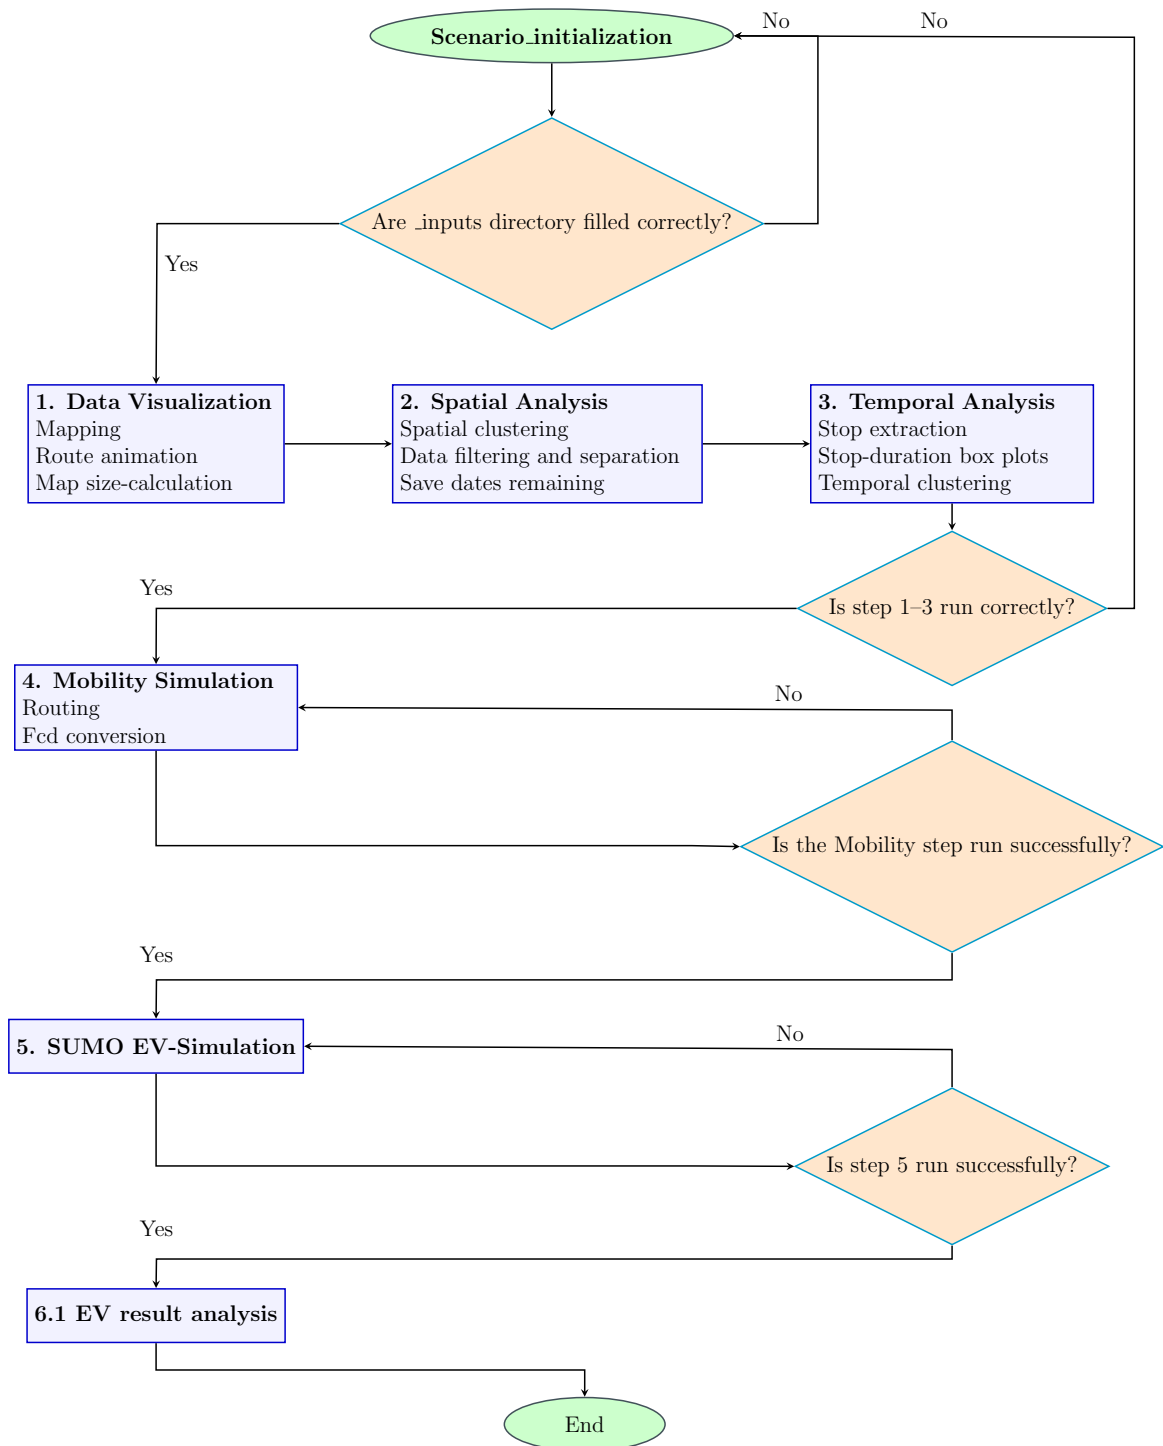 No
No
Scenario_initialization
Are _inputs directory filled correctly?
Yes
1. Data Visualization
Mapping
Route animation
Map size-calculation
2. Spatial Analysis
Spatial clustering
Data filtering and separation
Save dates remaining
3. Temporal Analysis
Stop extraction
Stop-duration box plots
Temporal clustering
Yes
Is step 1–3 run correctly?
4. Mobility Simulation
Routing
Fcd conversion
No
Is the Mobility step run successfully?
Yes
5. SUMO EV-Simulation
No
Is step 5 run successfully?
Yes
6.1 EV result analysis
End